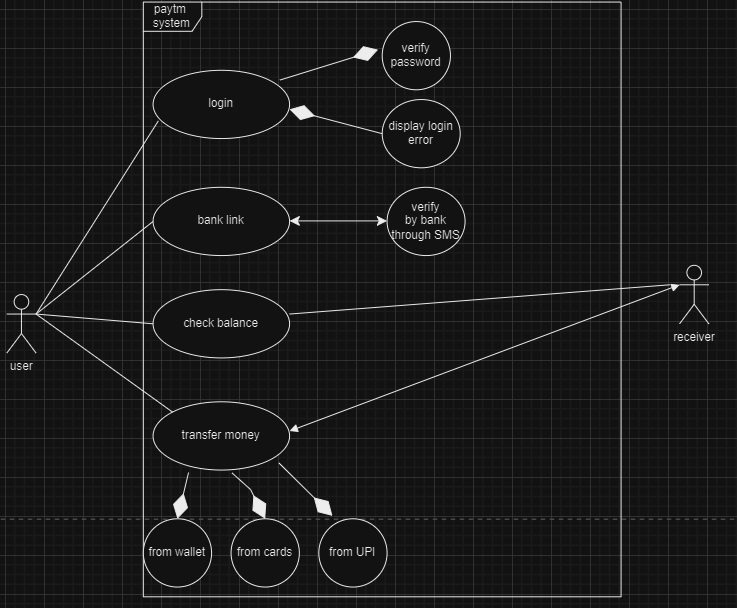 paytm
system
verify
password
login
display login
error
verify
by bank
through SMS
bank link
check balance
user
receiver
transfer money
from wallet
from cards
from UPI